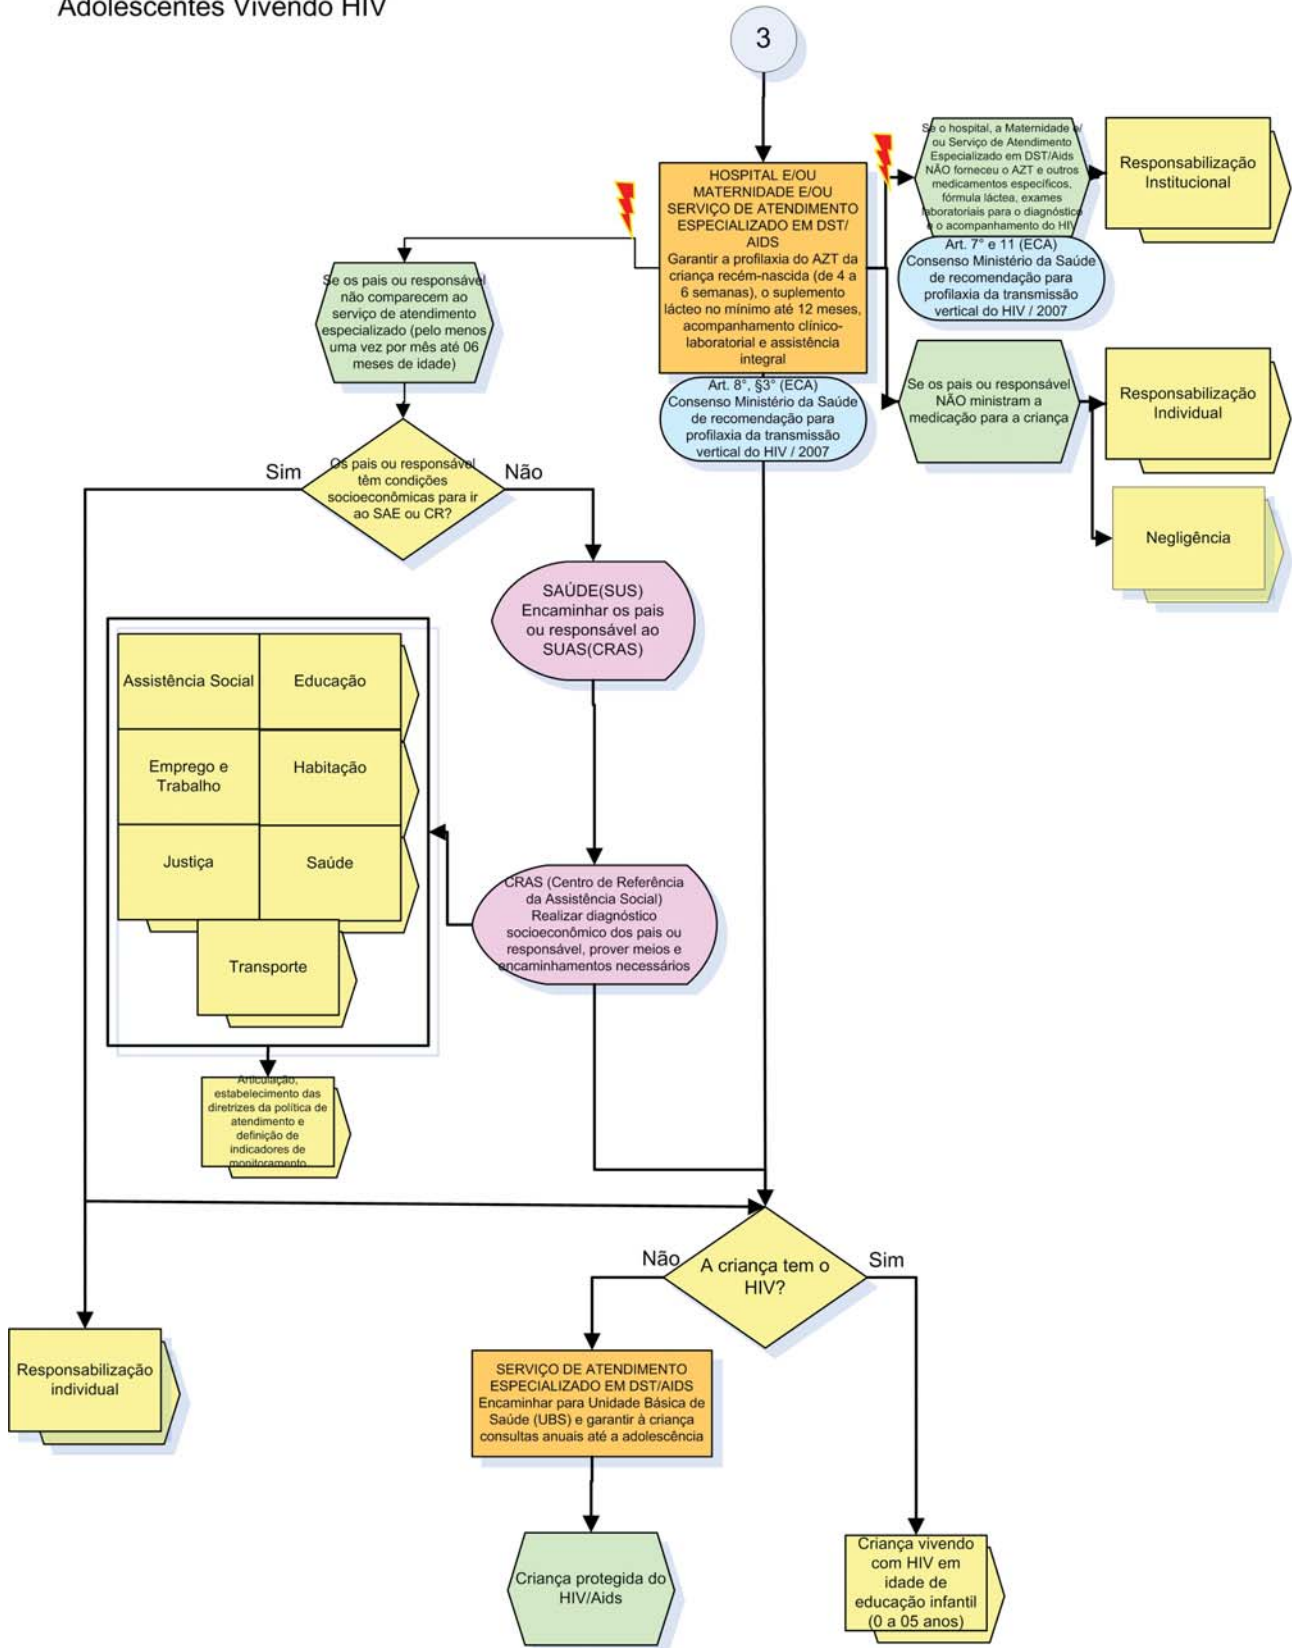 Adolescentes Vivendo HIV
3
HOSPITAL E/OU
MATERNIDADE E/OU
SERVIÇO DE ATENDIMENTO
ESPECIALIZADO EM DST/
AIDS
Garantir a profilaxia do AZT da
criança recém-nascida (de 4 a
6 semanas), o suplemento
lácteo no mínimo até 12 meses,
acompanhamento clínico-
laboratorial e assistência
integral
Art. 8°, §3° (ECA)
Consenso Ministério da Saúde
de recomendação para
profilaxia da transmissão
vertical do HIV / 2007
Se o hospital, a Maternidade e/
ou Serviço de Atendimento
Especializado em DST/Aids
NÃO forneceu o AZT e outros
medicamentos específicos,
fórmula láctea, exames
laboratoriais para o diagnóstico
e o acompanhamento do HIV
Art. 7° e 11 (ECA)
Consenso Ministério da Saúde
de recomendação para
profilaxia da transmissão
vertical do HIV / 2007
Responsabilização
Institucional
Se os pais ou responsável
NÃO ministram a
medicação para a criança
Responsabilização
Individual
Negligência
Se os pais ou responsável
não comparecem ao
serviço de atendimento
especializado (pelo menos
uma vez por mês até 06
meses de idade)
Sim
Os pais ou responsável
têm condições
socioeconômicas para ir
ao SAE ou CR?
Não
SAÚDE(SUS)
Encaminhar os pais
ou responsável ao
SUAS(CRAS)
CRAS (Centro de Referência
da Assistência Social)
Realizar diagnóstico
socioeconômico dos pais ou
responsável, prover meios e
encaminhamentos necessários
Assistência Social
Educação
Emprego e
Trabalho
Habitação
Justiça
Saúde
Transporte
Articulação,
estabelecimento das
diretrizes da política de
atendimento e
definição de
indicadores de
monitoramento
Responsabilização
individual
Não
A criança tem o
HIV?
Sim
SERVIÇO DE ATENDIMENTO
ESPECIALIZADO EM DST/AIDS
Encaminhar para Unidade Básica de
Saúde (UBS) e garantir à criança
consultas anuais até a adolescência
Criança protegida do
HIV/Aids
Criança vivendo
com HIV em
idade de
educação infantil
(0 a 05 anos)